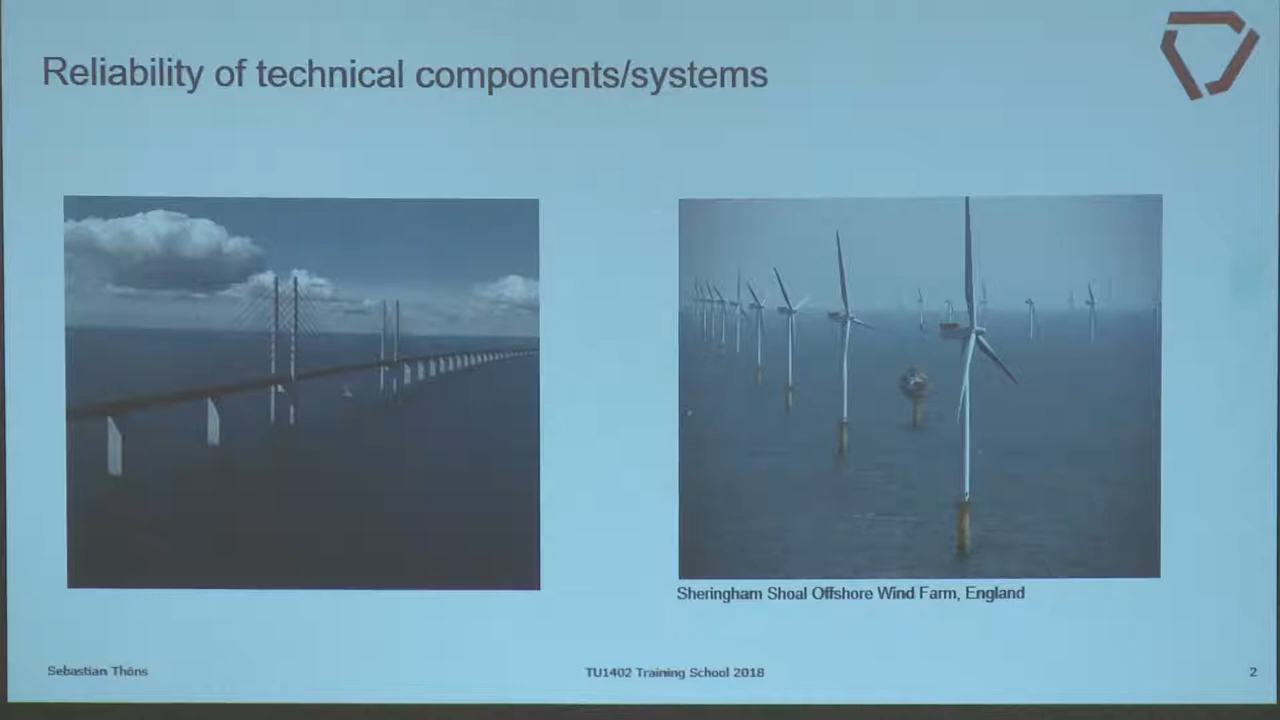 Reliability of technical components/systems
Sheringham Shoal Offshore Wind Farm, England
Sebastian Thöns
TU1402 Training School 2018
2